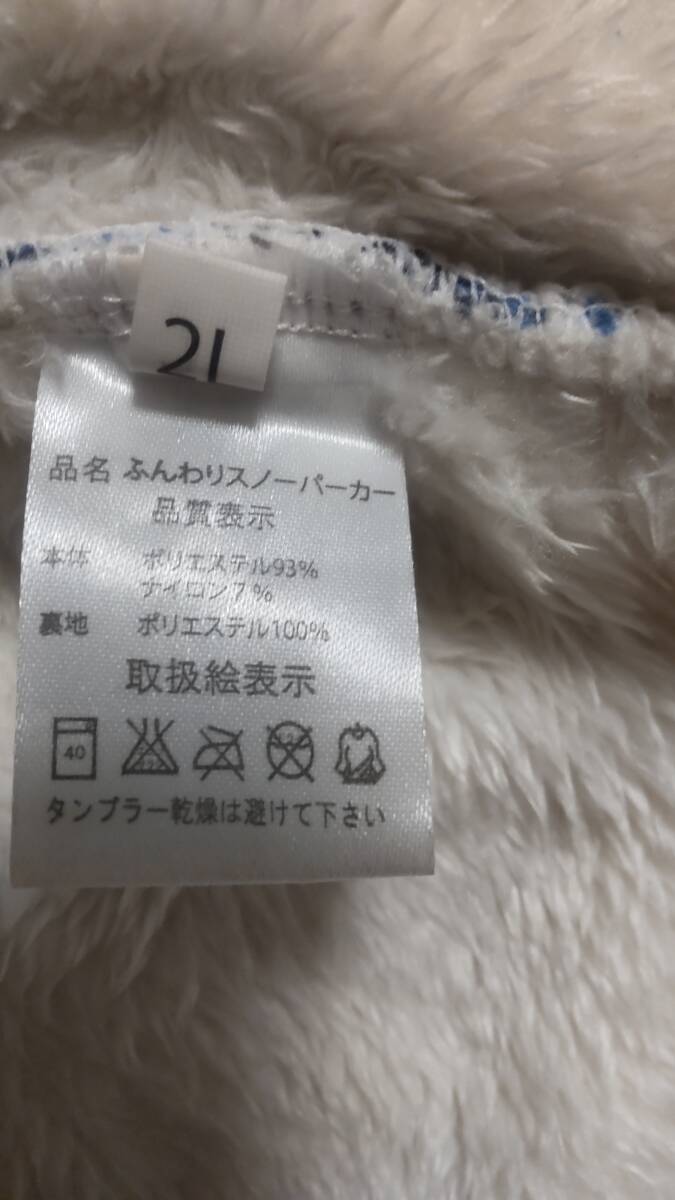 2L
品名 ふんわりスノーパーカー
品質表示
本体 ポリエステル93%
ナイロン7%
裏地 ポリエステル100%
取扱絵表示
40
タンブラー乾燥は避けて下さい